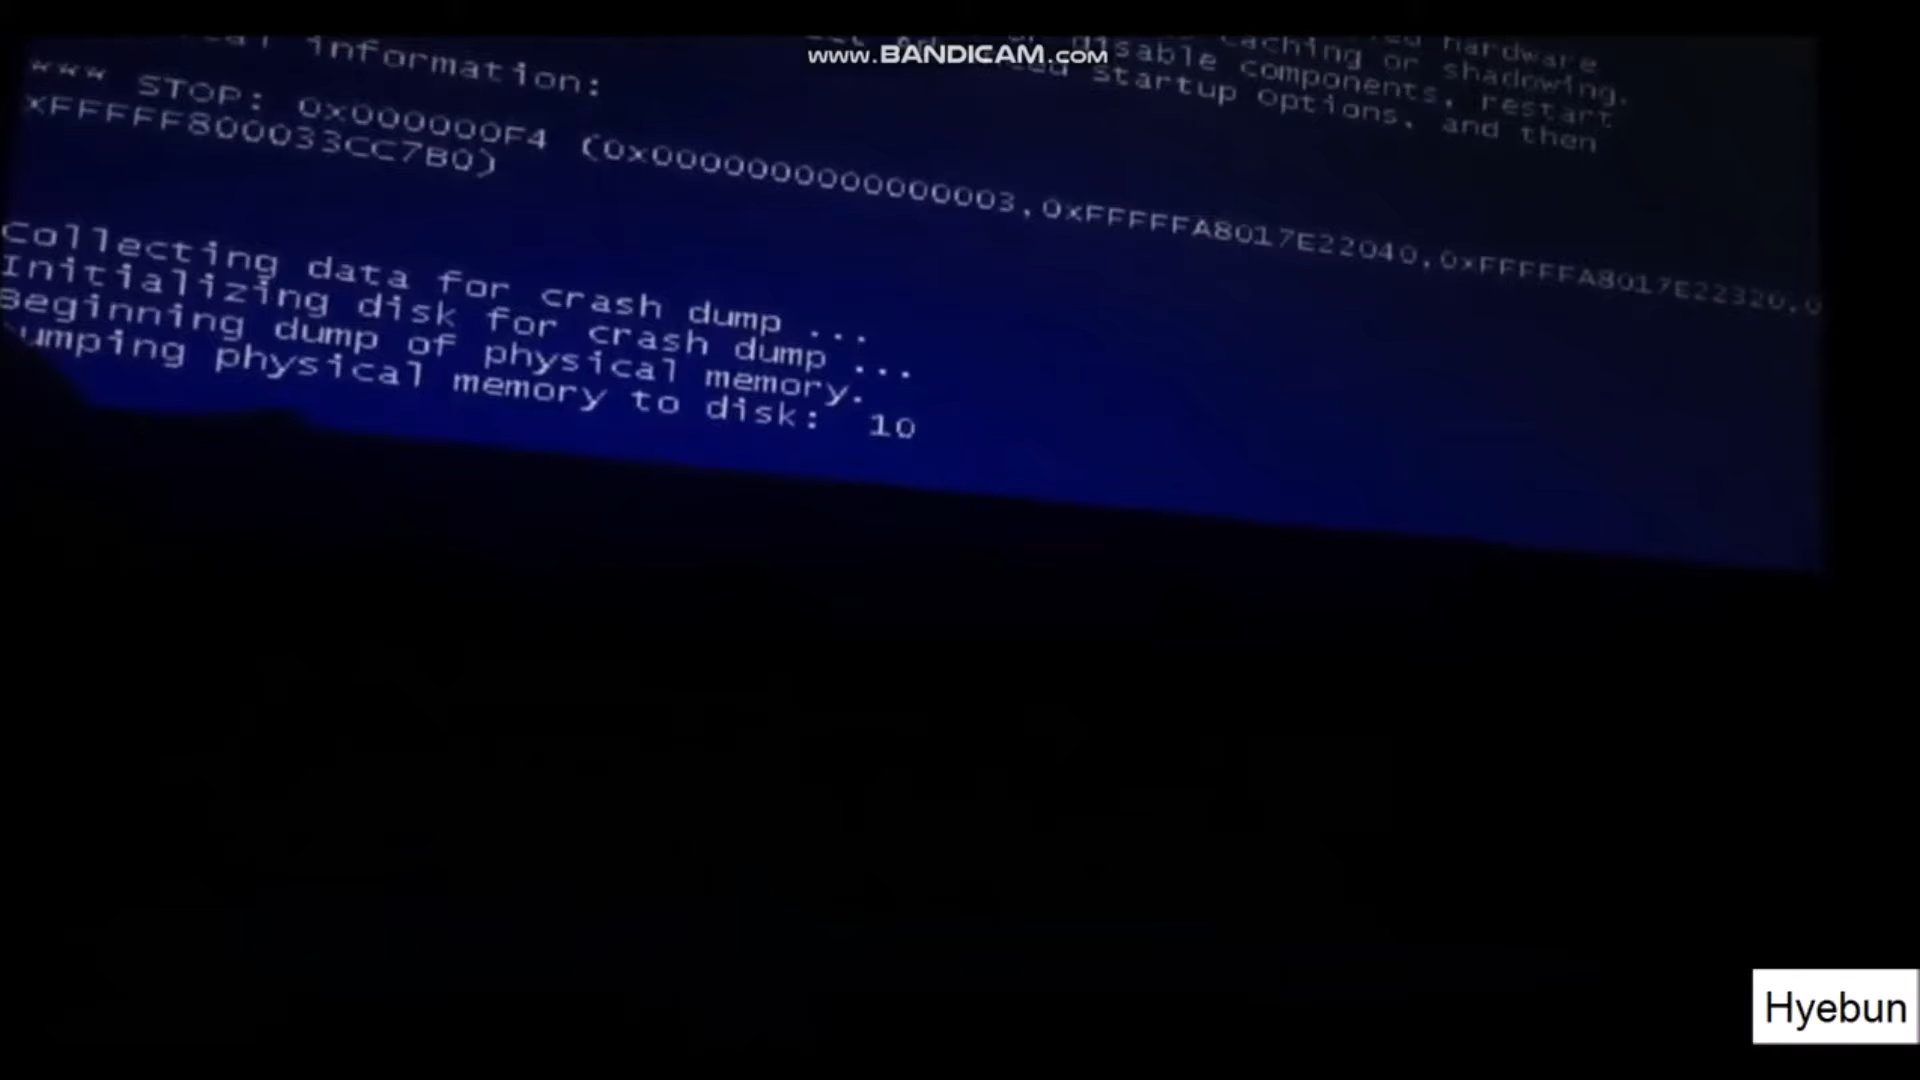 www.BANDICAM.com
hardware
caching or shadowing.
disable components, restart
startup options, and then
information:
*** STOP: 0x000000F4 (0x0000000000000003,0xFFFFFA8017E22040,0xFFFFFA8017E22320,0
xFFFFF800033CC7B0)
Collecting data for crash dump ...
Initializing disk for crash dump ...
Beginning dump of physical memory.
umping physical memory to disk: 10
Hyebun